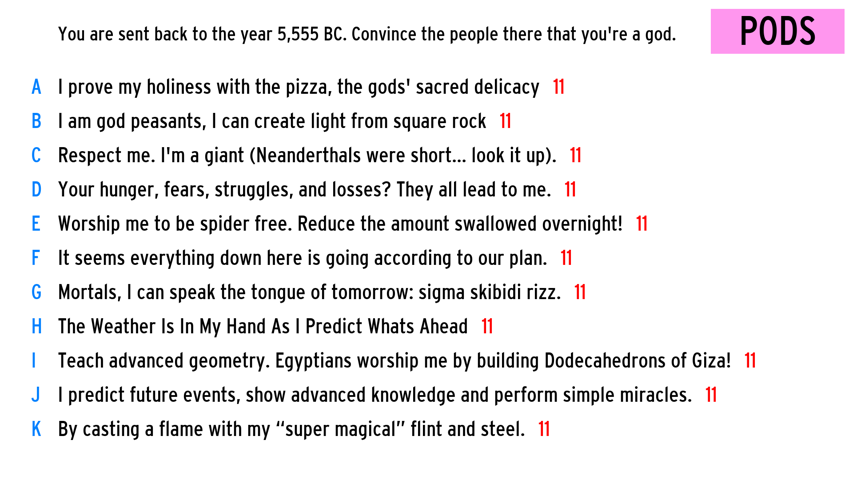 You are sent back to the year 5,555 BC. Convince the people there that you're a god.
PODS
A I prove my holiness with the pizza, the gods' sacred delicacy 11
B I am god peasants, I can create light from square rock 11
C Respect me. I'm a giant (Neanderthals were short... look it up). 11
D Your hunger, fears, struggles, and losses? They all lead to me. 11
E Worship me to be spider free. Reduce the amount swallowed overnight! 11
F It seems everything down here is going according to our plan. 11
G Mortals, I can speak the tongue of tomorrow: sigma skibidi rizz. 11
H The Weather Is In My Hand As I Predict Whats Ahead 11
I Teach advanced geometry. Egyptians worship me by building Dodecahedrons of Giza! 11
J I predict future events, show advanced knowledge and perform simple miracles. 11
K By casting a flame with my “super magical” flint and steel. 11